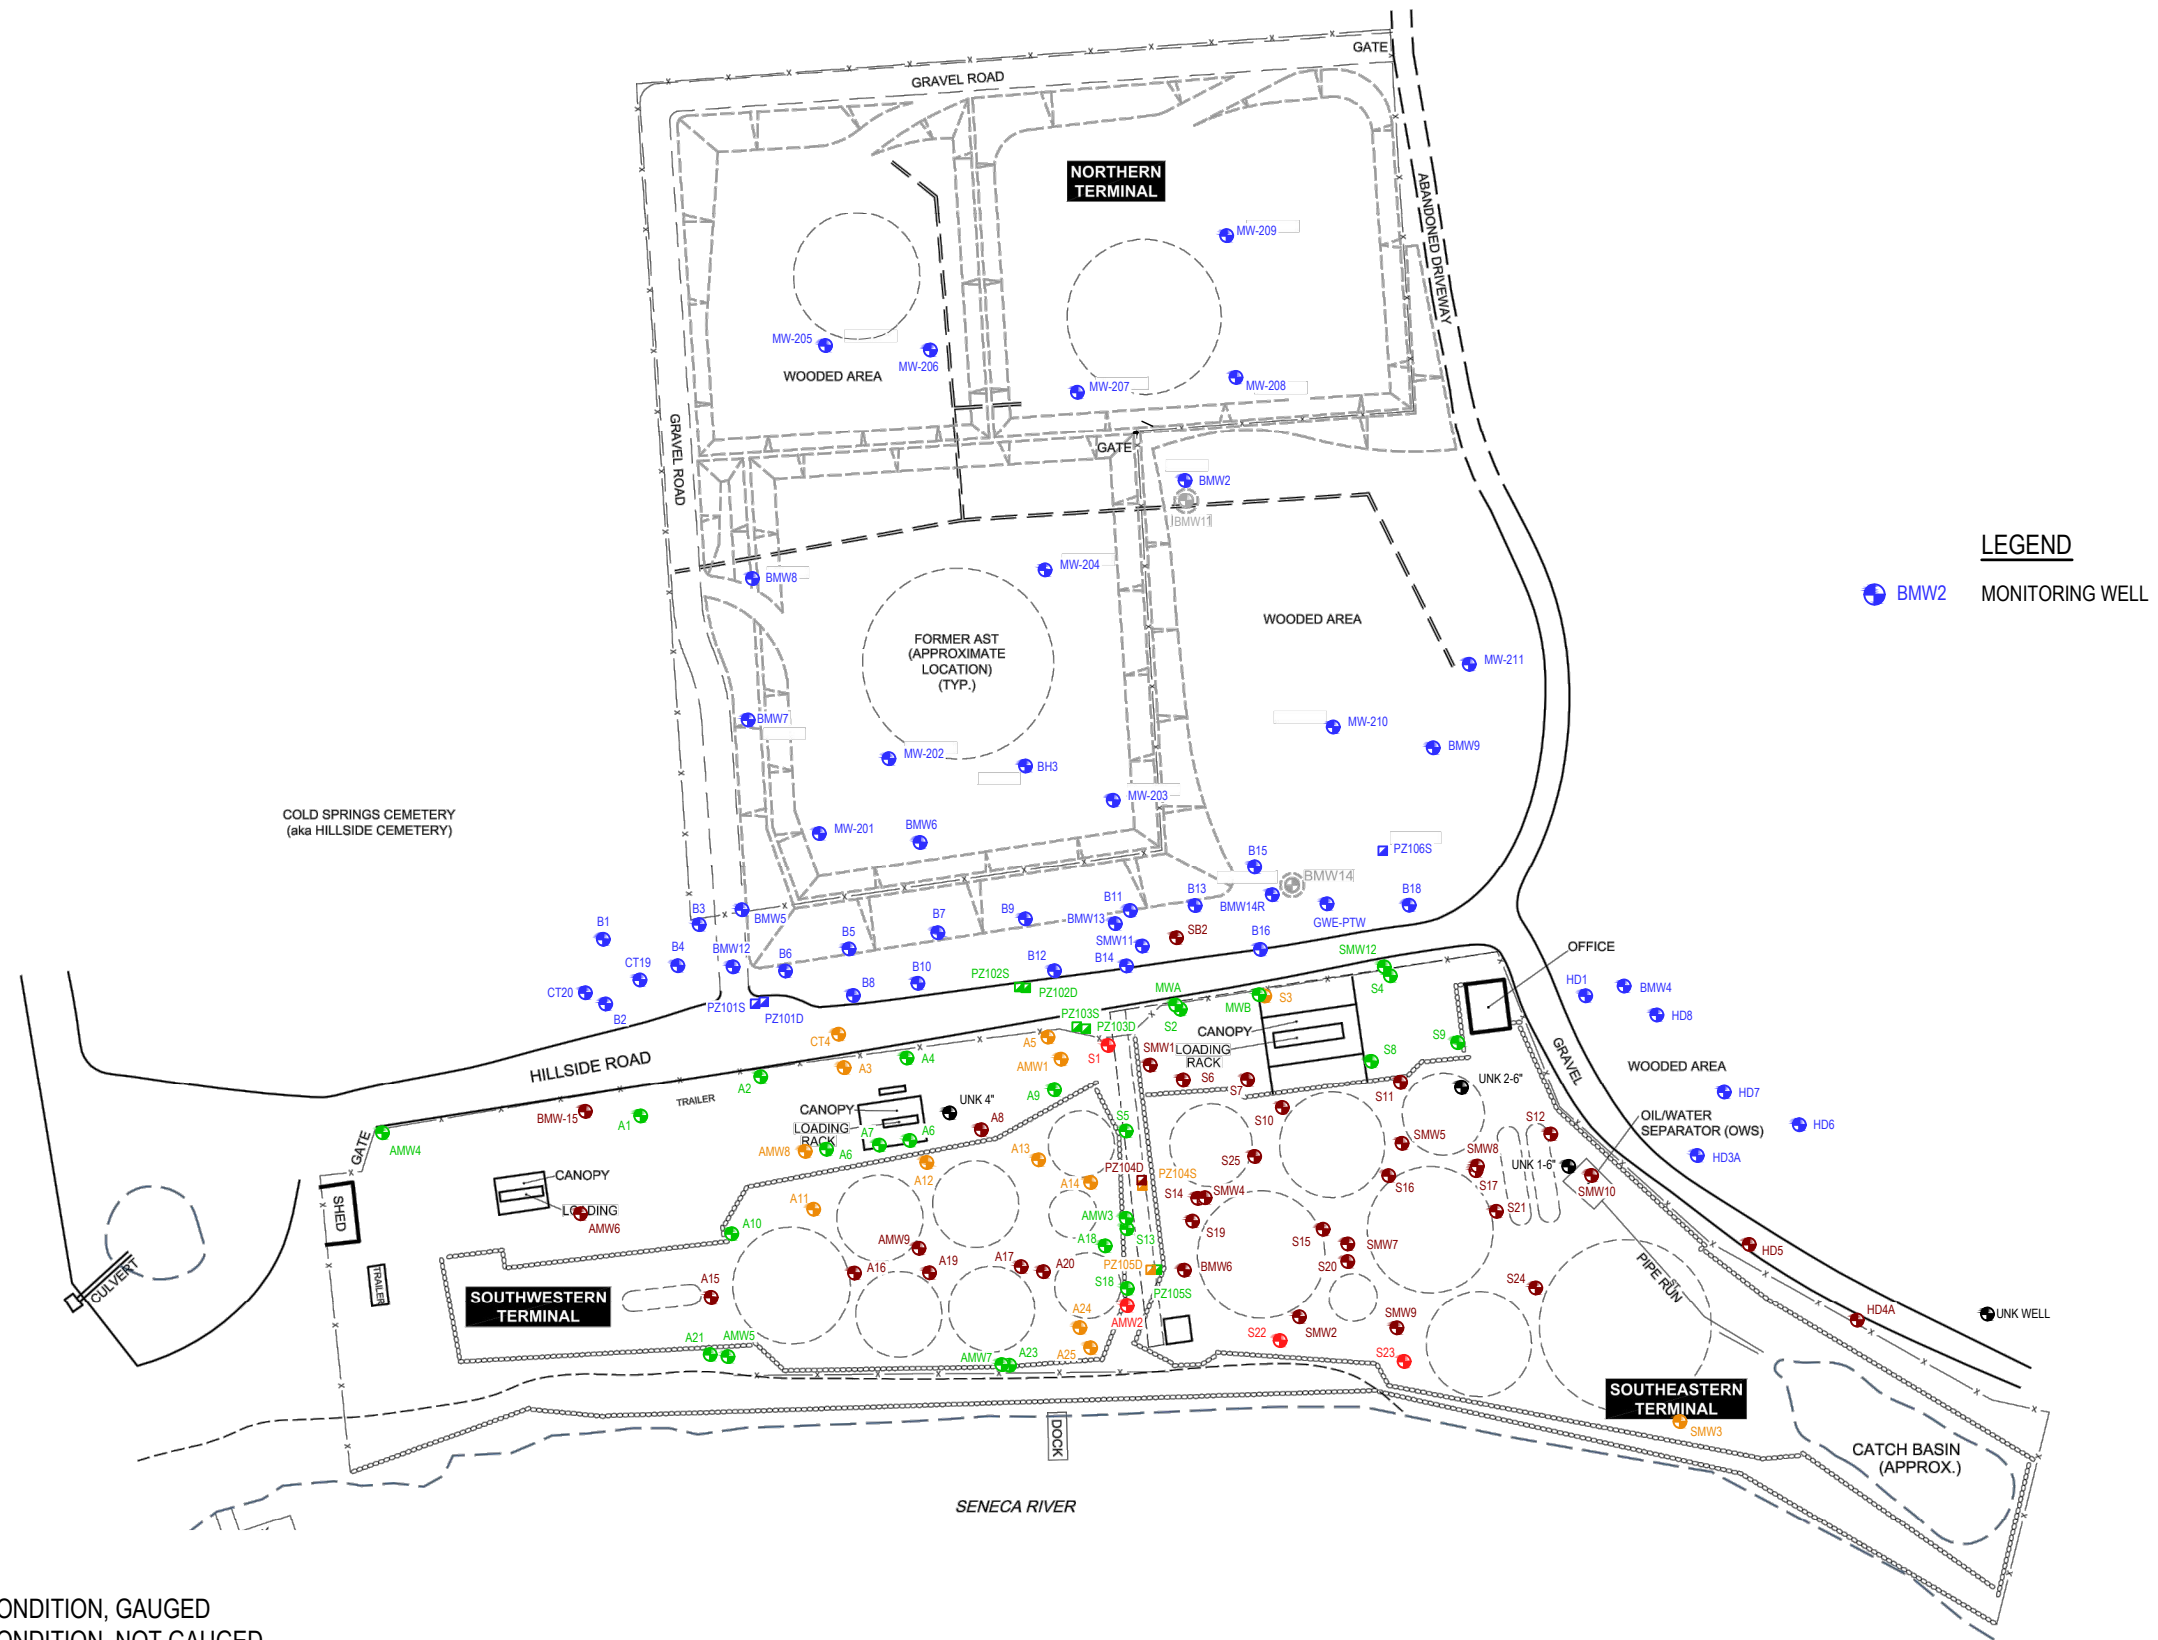 GATE
GRAVEL ROAD
NORTHERN
TERMINAL
ABANDONED DRIVEWAY
MW-209
MW-205
MW-206
WOODED AREA
MW-207
MW-208
GRAVEL ROAD
GATE
BMW2
BMW11
LEGEND
BMW2
MONITORING WELL
BMW8
MW-204
WOODED AREA
FORMER AST
(APPROXIMATE
LOCATION)
(TYP.)
MW-211
BMW7
MW-210
BMW9
MW-202
BH3
MW-203
COLD SPRINGS CEMETERY
(aka HILLSIDE CEMETERY)
MW-201
BMW6
PZ106S
B15
BMW14
B1
B3
BMW5
B7
B9
B11
BMW13
B13
BMW14R
GWE-PTW
B18
B5
SB2
SMW11
B16
B4
BMW12
B6
B12
B14
SMW12
OFFICE
CT19
CT20
B2
B8
B10
PZ102S
PZ102D
S4
HD1
BMW4
HD8
PZ101S
PZ101D
MWA
MWB
S3
PZ103S
PZ103D
S2
CANOPY
CT4
A5
S1
LOADING
RACK
S9
S8
GRAVEL
HILLSIDE ROAD
A3
A4
AMW1
SMW1
S6
S7
WOODED AREA
A2
TRAILER
A9
S10
S11
UNK 2-6"
HD7
BMW-15
A1
CANOPY
UNK 4"
A8
S5
S12
OIL/WATER
SEPARATOR (OWS)
HD6
LOADING
RACK
A7
A6
A6
AMW4
GATE
AMW8
A13
SMW5
SMW8
UNK 1-6"
HD3A
CANOPY
A12
PZ104D
PZ104S
S25
S17
S16
SMW10
SHED
LOADING
AMW6
A11
A14
S14
SMW4
S21
A10
AMW3
A18
S13
S19
S15
SMW7
S20
HD5
AMW9
A16
A19
A17
A20
PZ105D
PZ105S
BMW6
CULVERT
TRAILER
A15
S18
S24
PIPE RUN
SOUTHWESTERN
TERMINAL
A24
AMW2
SMW2
SMW9
HD4A
UNK WELL
A21
AMW5
AMW7
A23
A25
S22
S23
SOUTHEASTERN
TERMINAL
SMW3
DOCK
CATCH BASIN
(APPROX.)
SENECA RIVER
ONDITION, GAUGED
ONDITION, NOT GAUGED